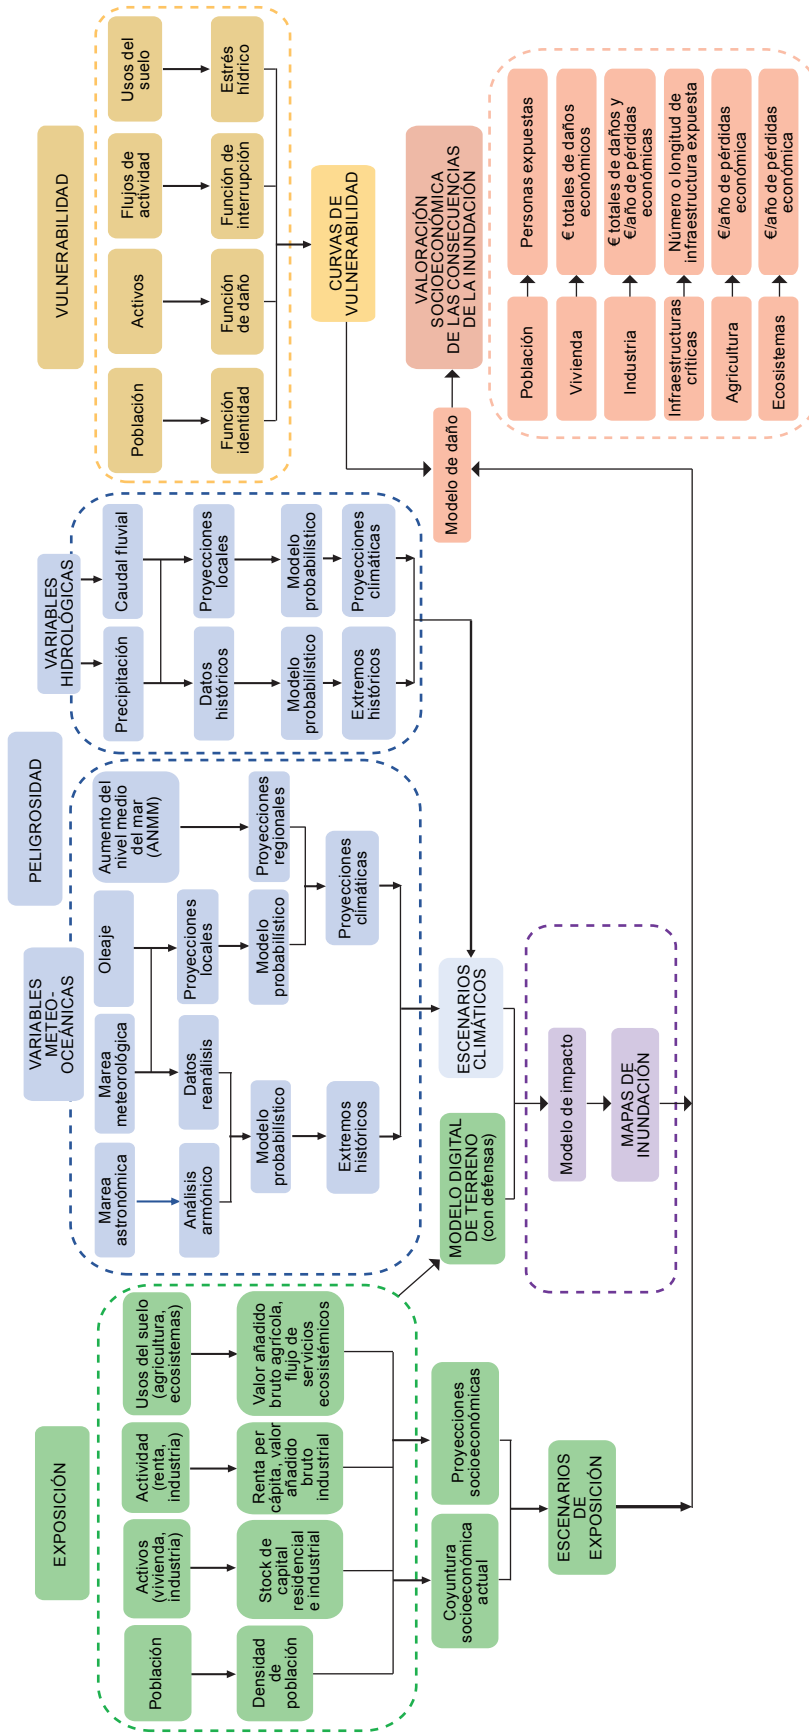 EXPOSICIÓN
Población
Activos
(vivienda,
industria)
Actividad
(renta,
industria)
Usos del suelo
(agricultura,
ecosistemas)
Densidad
de
población
Stock de
capital
residencial
e industrial
Renta per
cápita, valor
añadido
bruto
industrial
Valor añadido
bruto agrícola,
flujo de
servicios
ecosistémicos
Coyuntura
socioeconómica
actual
Proyecciones
socioeconómicas
ESCENARIOS
DE
EXPOSICIÓN
PELIGROSIDAD
VARIABLES
METEO-
OCEÁNICAS
Marea
astronómica
Marea
meteorológica
Oleaje
Aumento del
nivel medio
del mar
(ANMM)
Análisis
armónico
Datos
reanálisis
Proyecciones
locales
Proyecciones
regionales
Modelo
probabilístico
Modelo
probabilístico
Extremos
históricos
Proyecciones
climáticas
VARIABLES
HIDROLÓGICAS
Precipitación
Caudal fluvial
Datos
históricos
Proyecciones
locales
Modelo
probabilístico
Modelo
probabilístico
Extremos
históricos
Proyecciones
climáticas
MODELO DIGITAL
DE TERRENO
(con defensas)
ESCENARIOS
CLIMÁTICOS
Modelo de impacto
MAPAS DE
INUNDACIÓN
VULNERABILIDAD
Población
Activos
Flujos de
actividad
Usos del
suelo
Función
identidad
Función
de daño
Función de
interrupción
Estrés
hídrico
CURVAS DE
VULNERABILIDAD
Modelo de daño
VALORACIÓN
SOCIOECONÓMICA
DE LAS CONSECUENCIAS
DE LA INUNDACIÓN
Población
Personas expuestas
Vivienda
€ totales de daños
económicos
Industria
€ totales de daños y
€/año de pérdidas
económicas
Infraestructuras
críticas
Número o longitud de
infraestructura expuesta
Agricultura
€/año de pérdidas
económica
Ecosistemas
€/año de pérdidas
económica